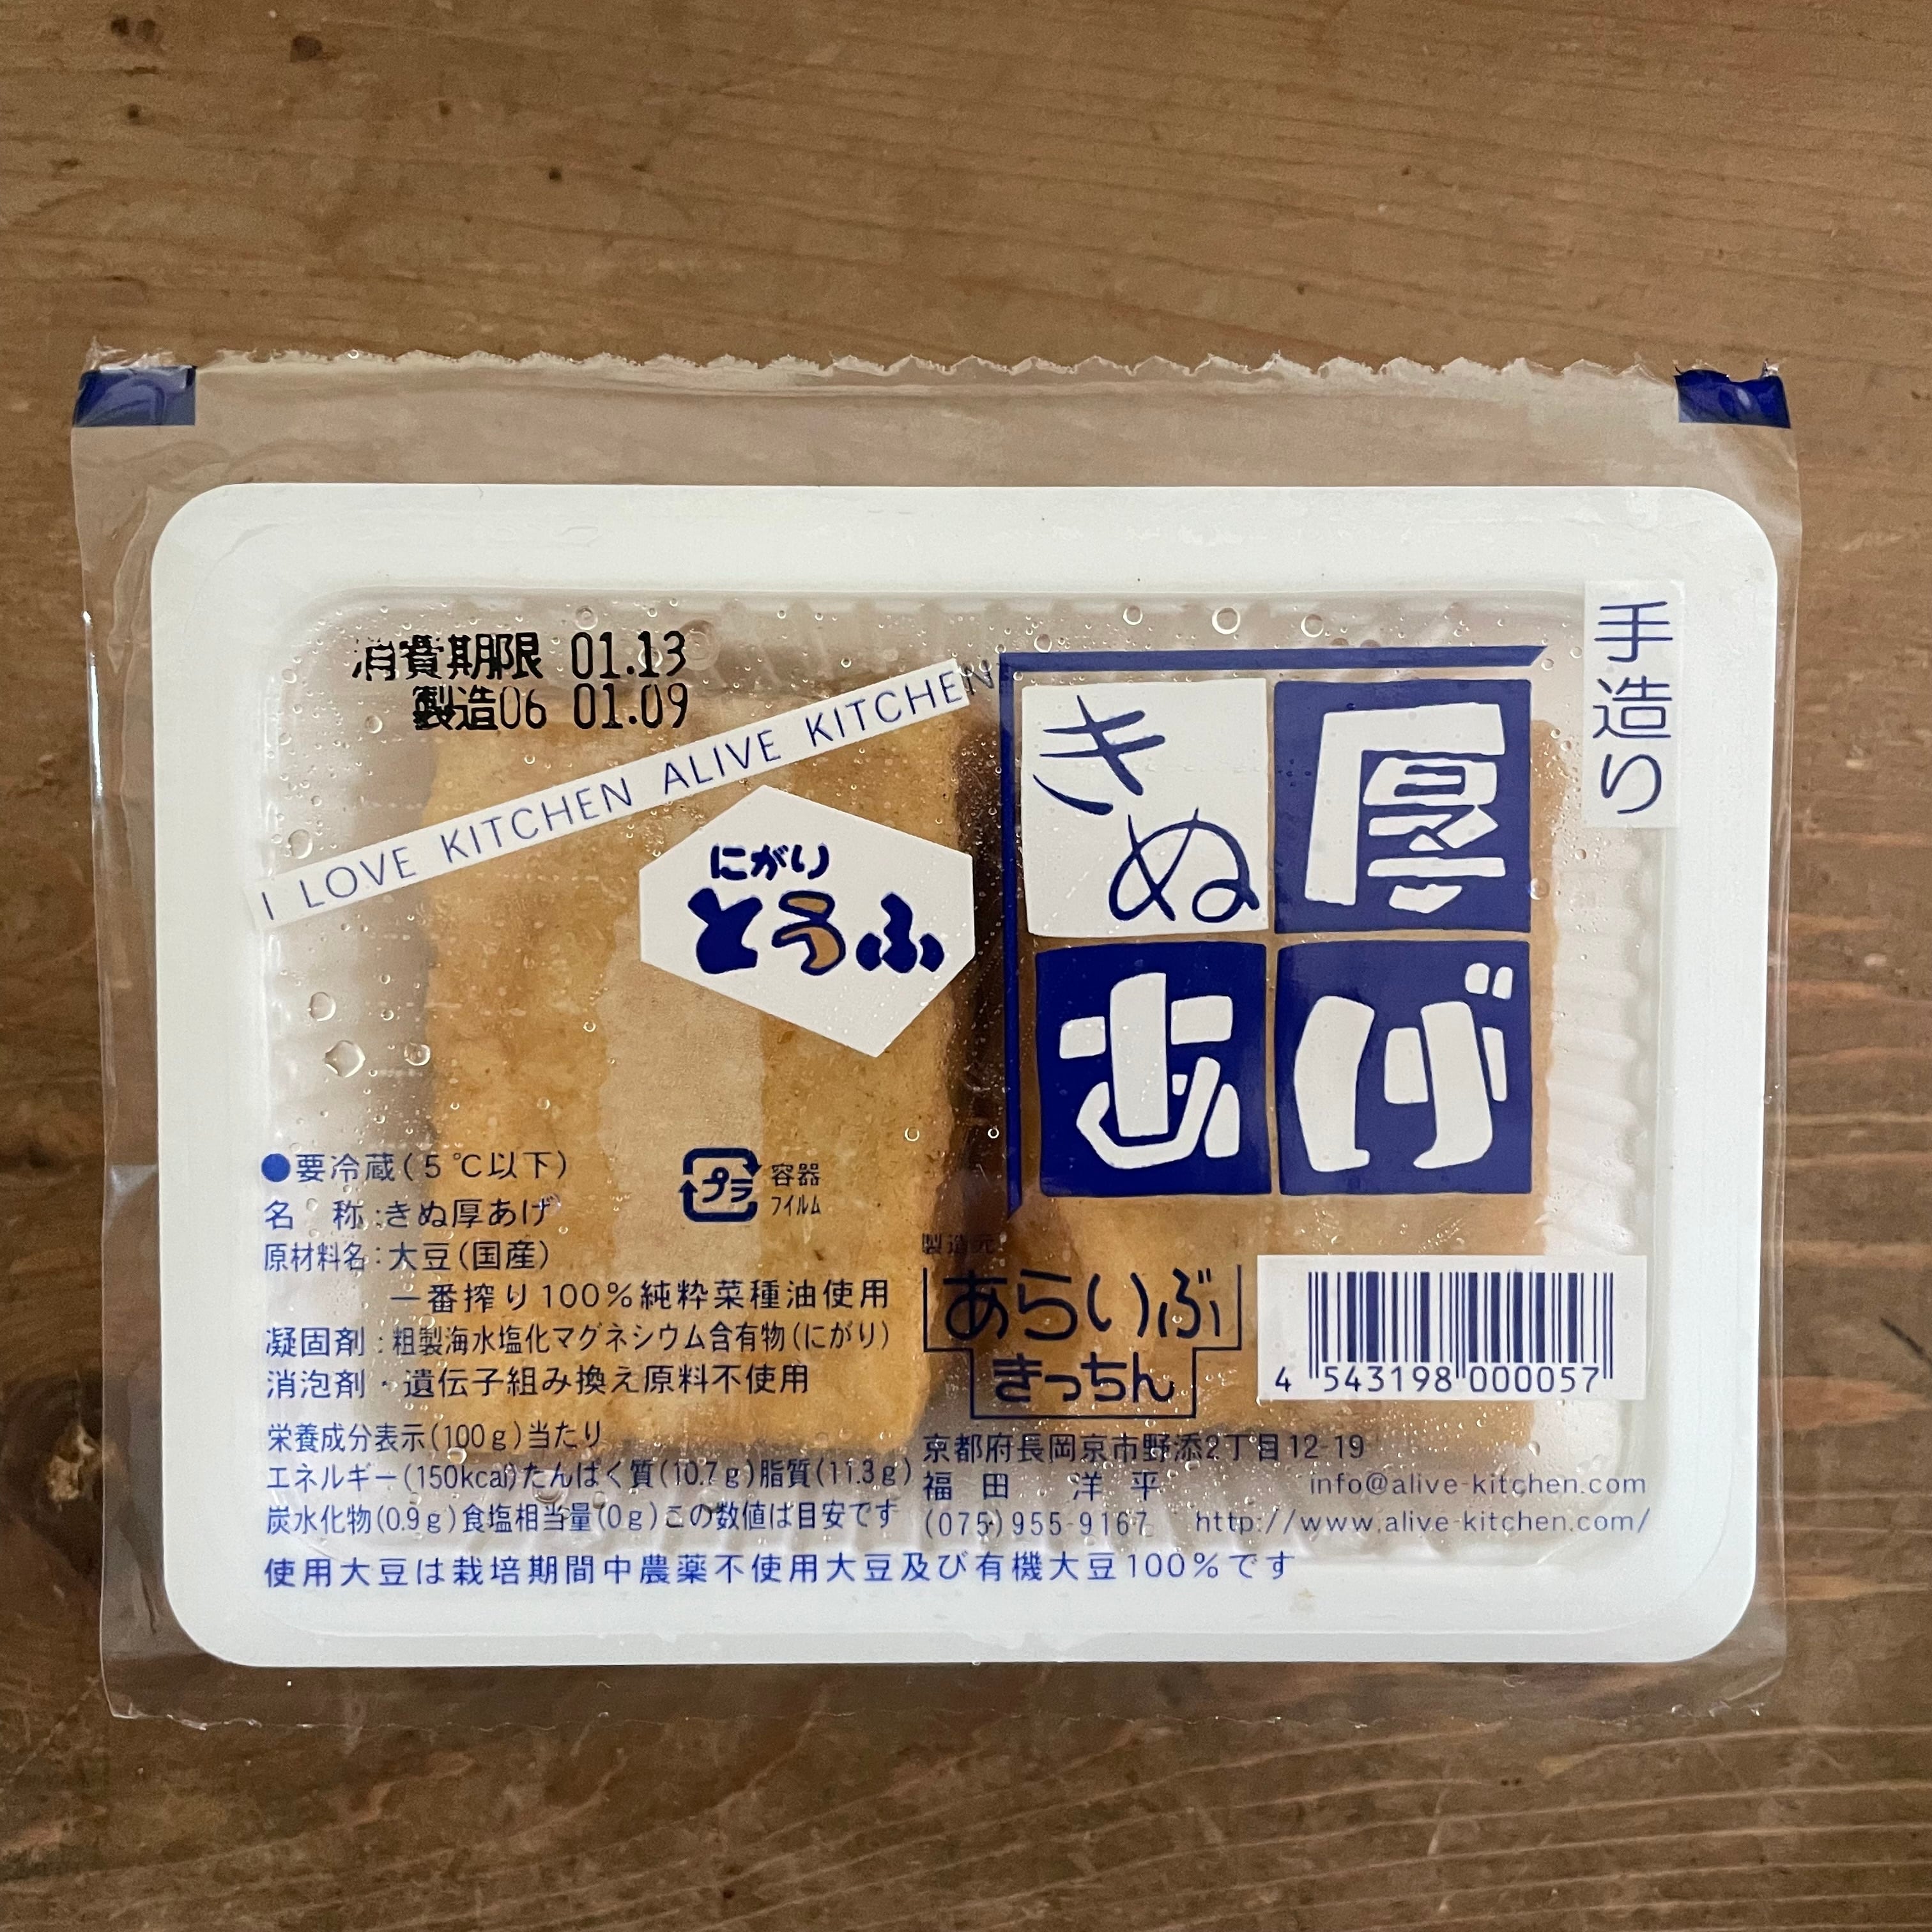 消費期限 01.13
製造06 01.09
I LOVE KITCHEN ALIVE KITCHEN
手造り
きぬ
厚
あげ
にがり
とうふ
●要冷蔵(5℃以下)
名 称:きぬ厚あげ
原材料名:大豆(国産)
一番搾り100%純粋菜種油使用
凝固剤:粗製海水塩化マグネシウム含有物(にがり)
消泡剤・遺伝子組み換え原料不使用
プラ
容器
フイルム
栄養成分表示(100g)当たり
エネルギー(150kcal)たんぱく質(10.7g)脂質(11.3g)
炭水化物(0.9g)食塩相当量(0g)この数値は目安です
製造元
あらいぶ
きっちん
4 543198 000057
京都府長岡京市野添2丁目12-19
福田 洋平 info@alive-kitchen.com
(075)955-9167 http://www.alive-kitchen.com/
使用大豆は栽培期間中農薬不使用大豆及び有機大豆100%です